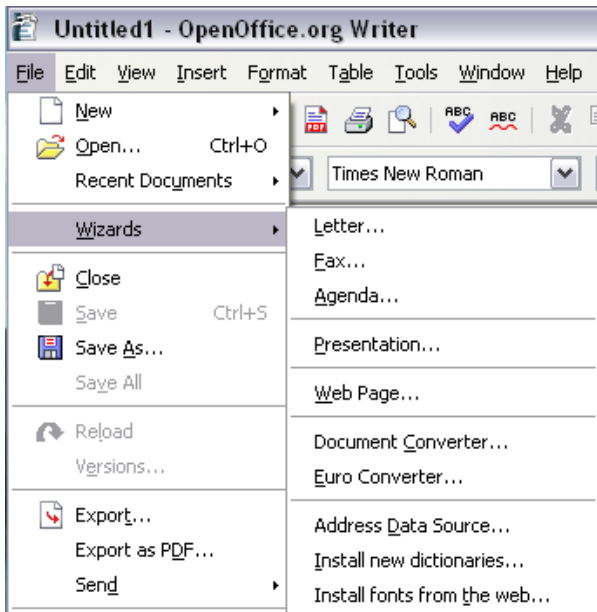 Untitled1 - OpenOffice.org Writer
File Edit View Insert Format Table Tools Window Help
New
Open... Ctrl+O
Recent Documents
Wizards
Close
Save Ctrl+S
Save As...
Save All
Reload
Versions...
Export...
Export as PDF...
Send
PDF
ABC
ABC
Times New Roman
Letter...
Fax...
Agenda...
Presentation...
Web Page...
Document Converter...
Euro Converter...
Address Data Source...
Install new dictionaries...
Install fonts from the web...